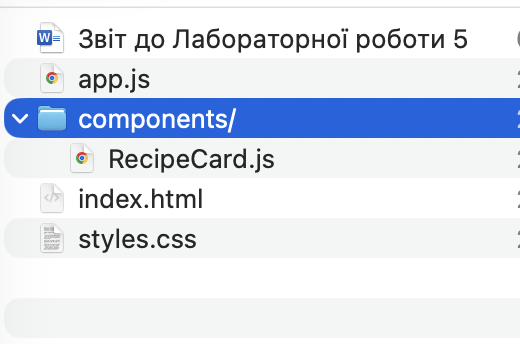 Звіт до Лабораторної роботи 5
app.js
components/
RecipeCard.js
index.html
styles.css